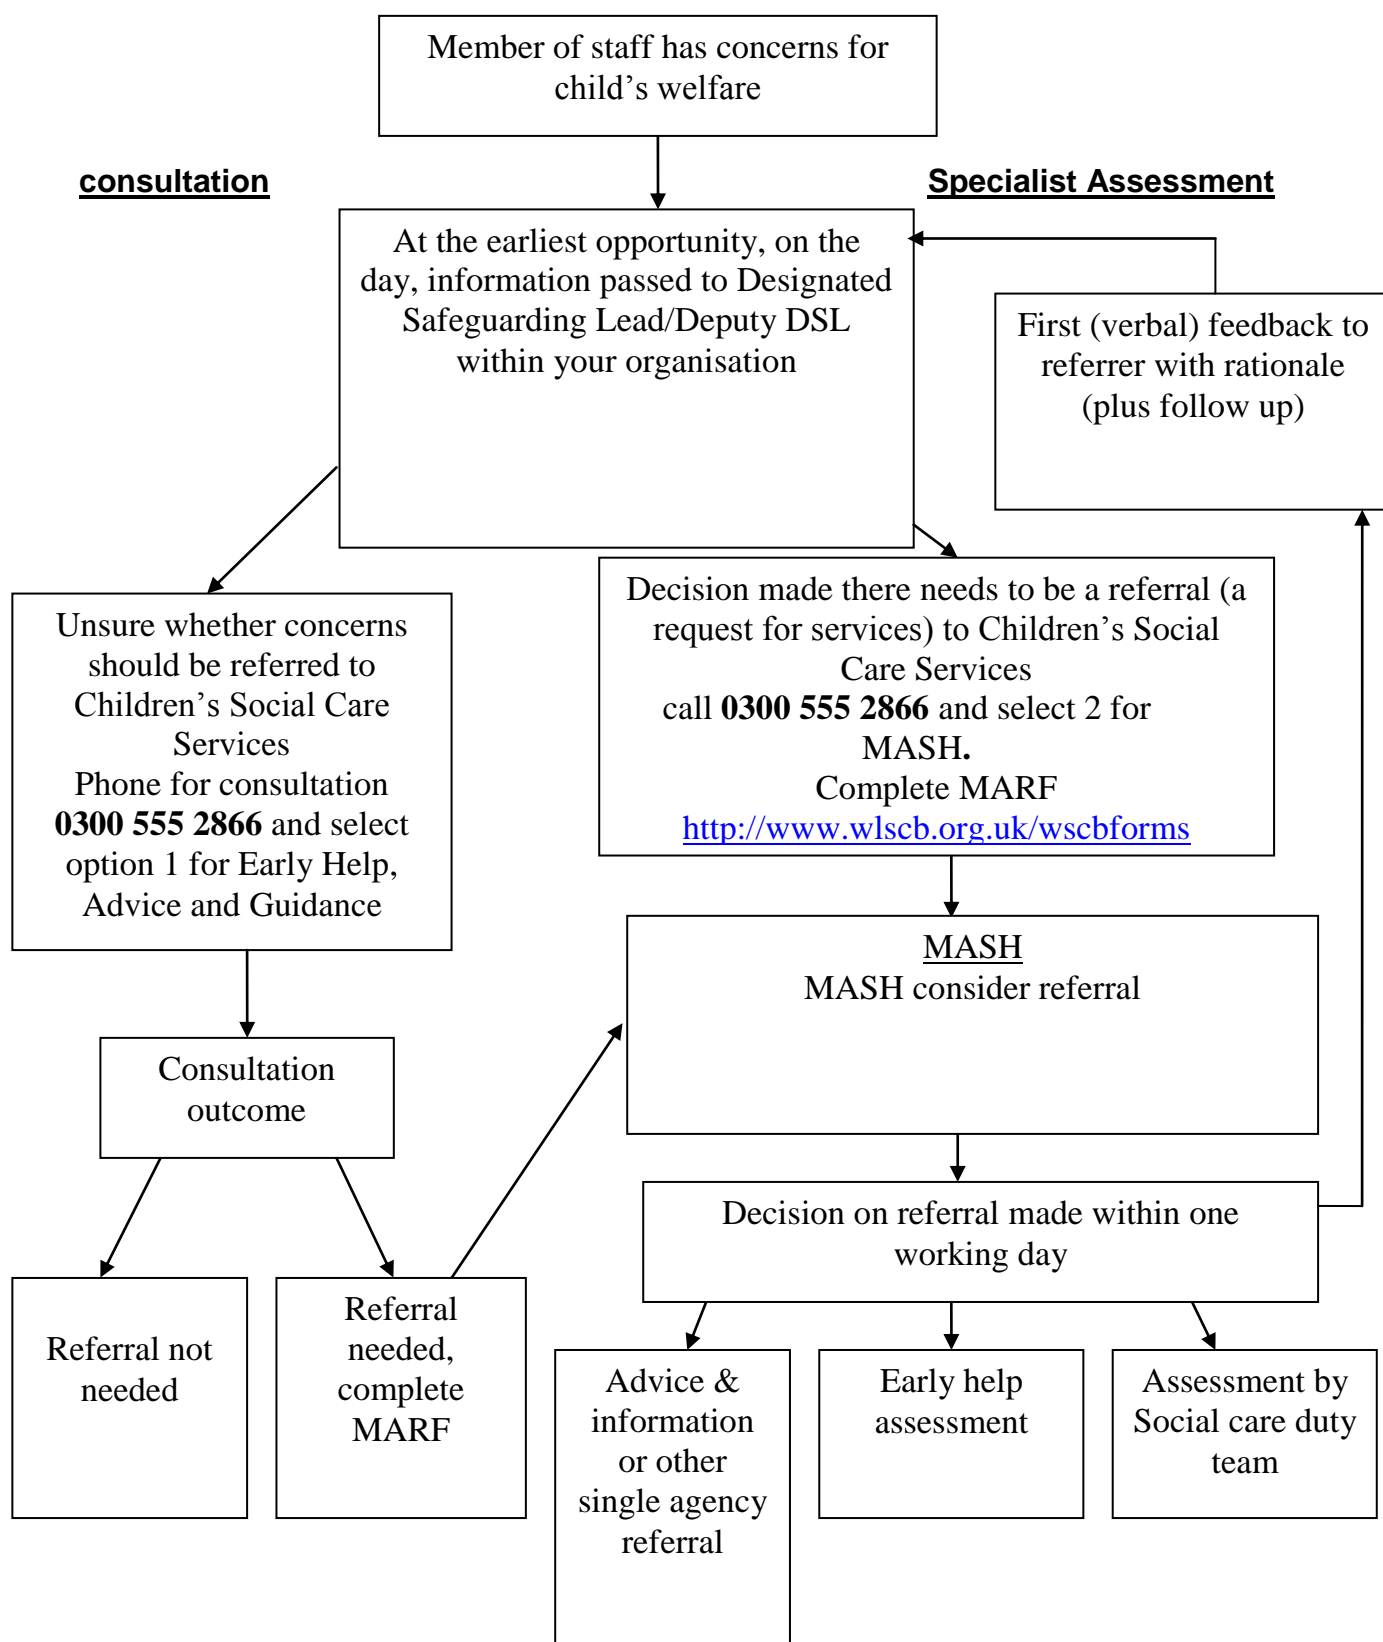 Member of staff has concerns for
child’s welfare
consultation
Specialist Assessment
At the earliest opportunity, on the
day, information passed to Designated
Safeguarding Lead/Deputy DSL
within your organisation
First (verbal) feedback to
referrer with rationale
(plus follow up)
Unsure whether concerns
should be referred to
Children’s Social Care
Services
Phone for consultation
0300 555 2866 and select
option 1 for Early Help,
Advice and Guidance
Decision made there needs to be a referral (a
request for services) to Children’s Social
Care Services
call 0300 555 2866 and select 2 for
MASH.
Complete MARF
http://www.wlscb.org.uk/wscbforms
MASH
MASH consider referral
Consultation
outcome
Decision on referral made within one
working day
Referral not
needed
Referral
needed,
complete
MARF
Advice &
information
or other
single agency
referral
Early help
assessment
Assessment by
Social care duty
team